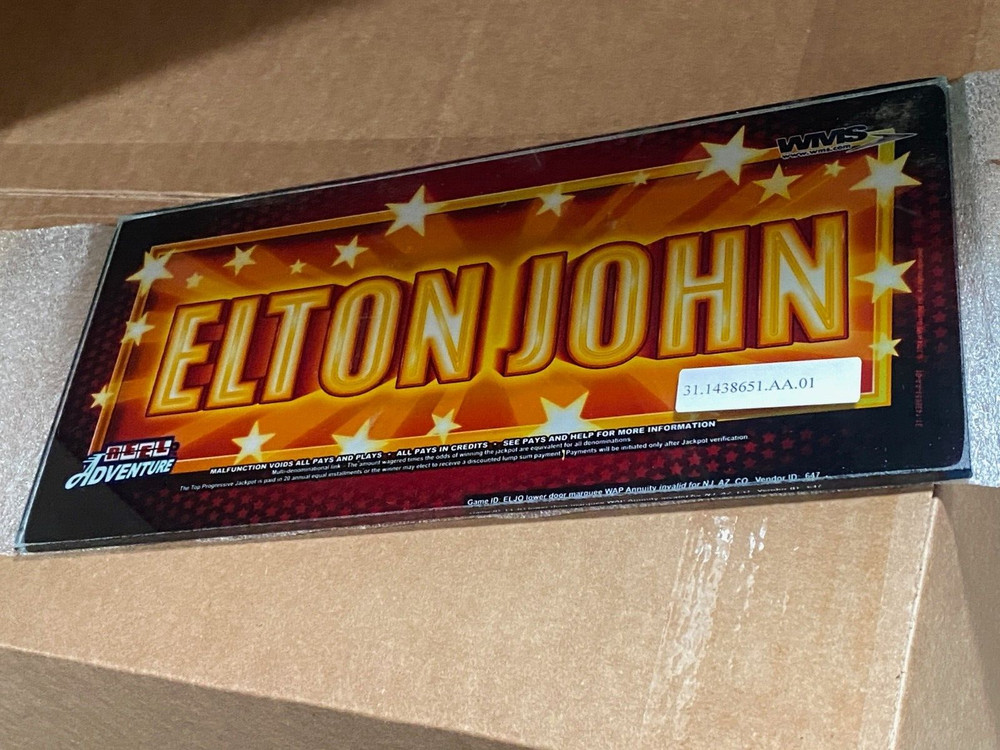 WMS
www.wms.com
ELTON JOHN
31.1438651.AA.01
ADVENTURE
MALFUNCTION VOIDS ALL PAYS AND PLAYS • ALL PAYS IN CREDITS • SEE PAYS AND HELP FOR MORE INFORMATION
Multi-denominational link - The amount wagered times the odds of winning the jackpot are equivalent for all denominations
The Top Progressive Jackpot is paid in 20 annual equal installments or the winner may elect to receive a discounted lump sum payment Payments will be initiated only after Jackpot verification
Game ID: ELJO lower door marquee WAP Annuity invalid for NJ, AZ, CO Vendor ID: 647